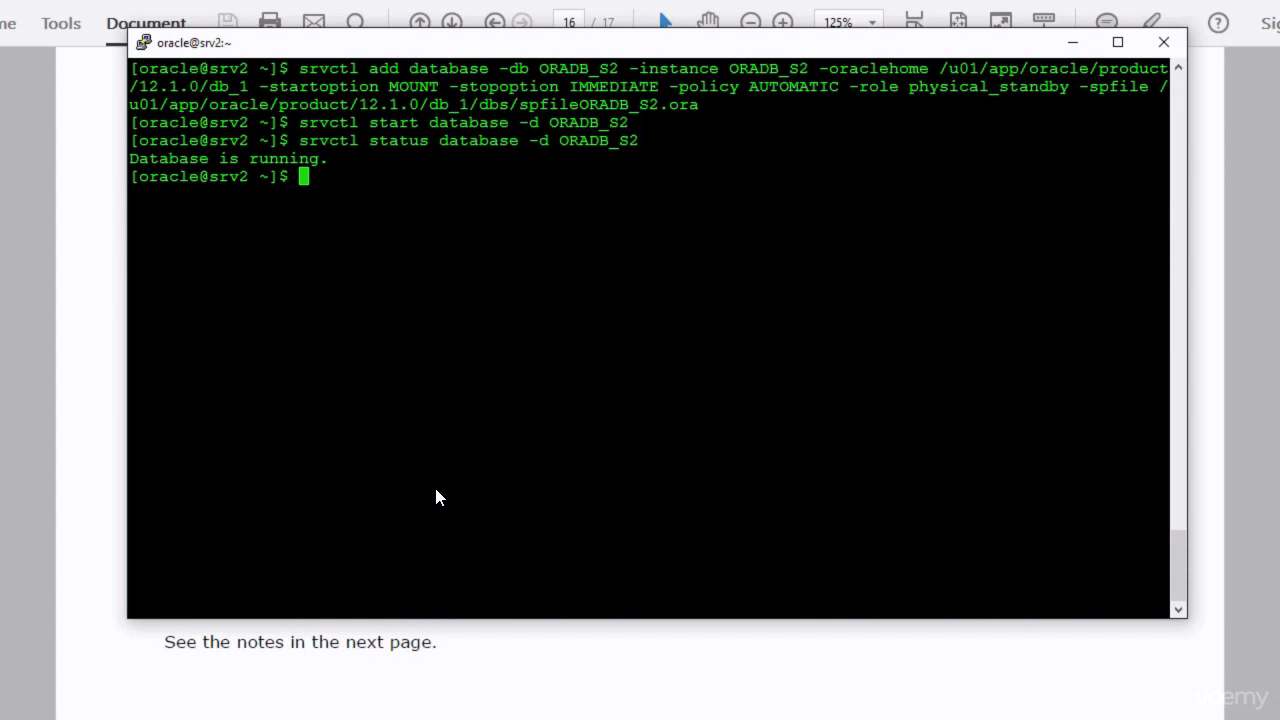 ne Tools Document 16 / 17 125% Sig
oracle@srv2:~
[oracle@srv2 ~]$ srvctl add database -db ORADB_S2 -instance ORADB_S2 -oraclehome /u01/app/oracle/product
/12.1.0/db_1 -startoption MOUNT -stopoption IMMEDIATE -policy AUTOMATIC -role physical_standby -spfile /
u01/app/oracle/product/12.1.0/db_1/dbs/spfileORADB_S2.ora
[oracle@srv2 ~]$ srvctl start database -d ORADB_S2
[oracle@srv2 ~]$ srvctl status database -d ORADB_S2
Database is running.
[oracle@srv2 ~]$
See the notes in the next page.
udemy